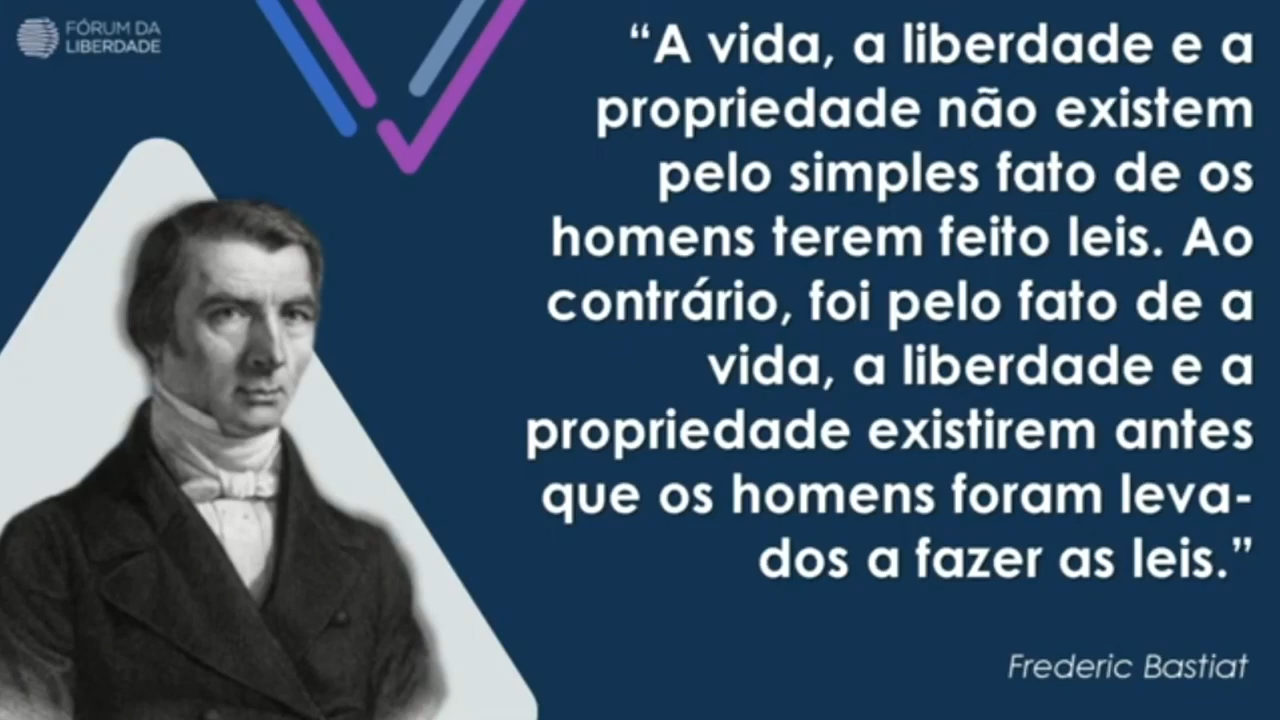 FÓRUM DA
LIBERDADE
“A vida, a liberdade e a
propriedade não existem
pelo simples fato de os
homens terem feito leis. Ao
contrário, foi pelo fato de a
vida, a liberdade e a
propriedade existirem antes
que os homens foram leva-
dos a fazer as leis.”
Frederic Bastiat